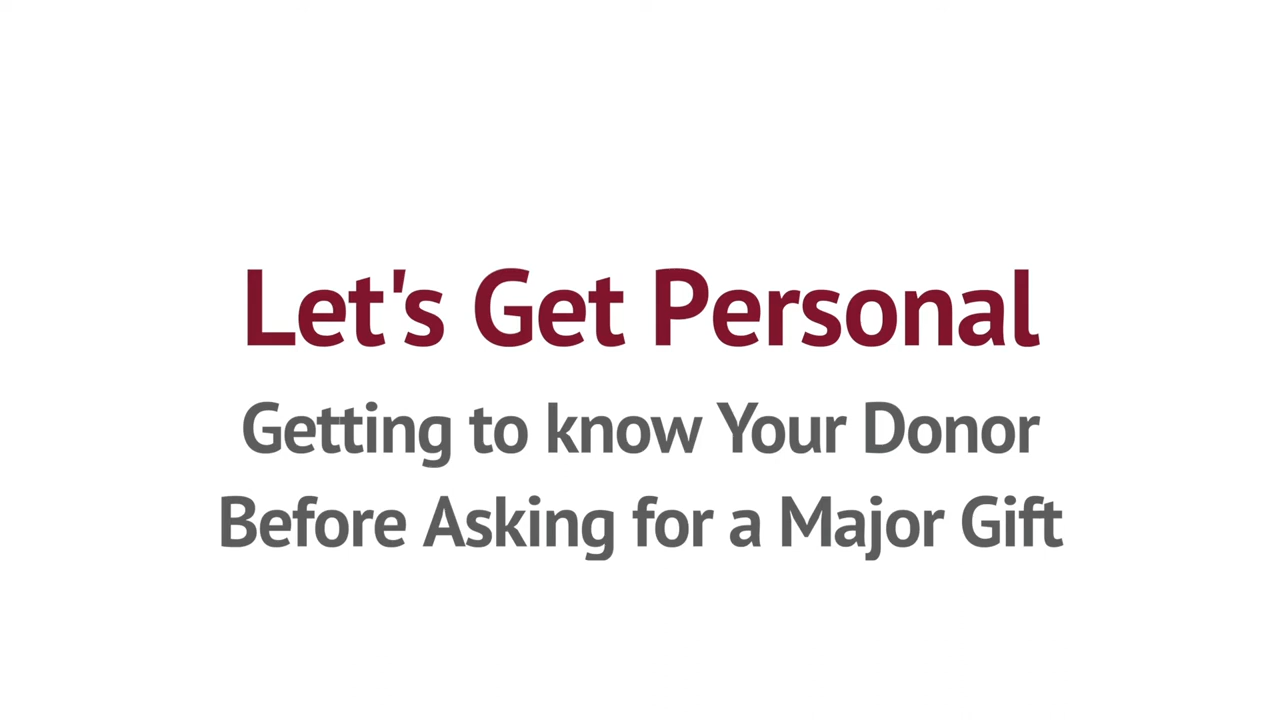 Let's Get Personal
Getting to know Your Donor
Before Asking for a Major Gift